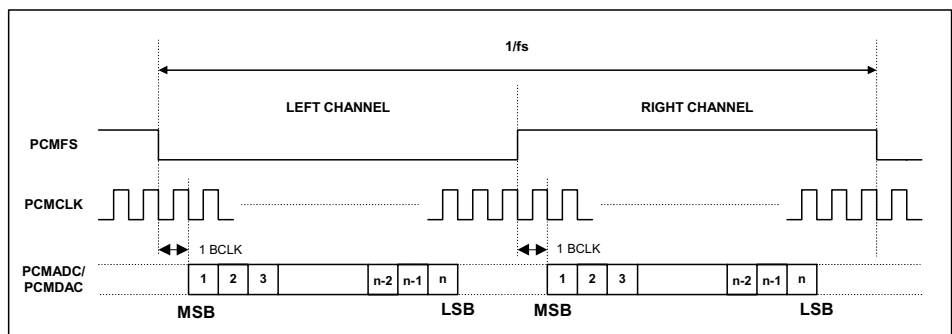 1/fs
LEFT CHANNEL RIGHT CHANNEL
PCMFS
PCMCLK
1 BCLK 1 BCLK
PCMADC/
PCMDAC
1 2 3 n-2 n-1 n 1 2 3 n-2 n-1 n
MSB LSB MSB LSB